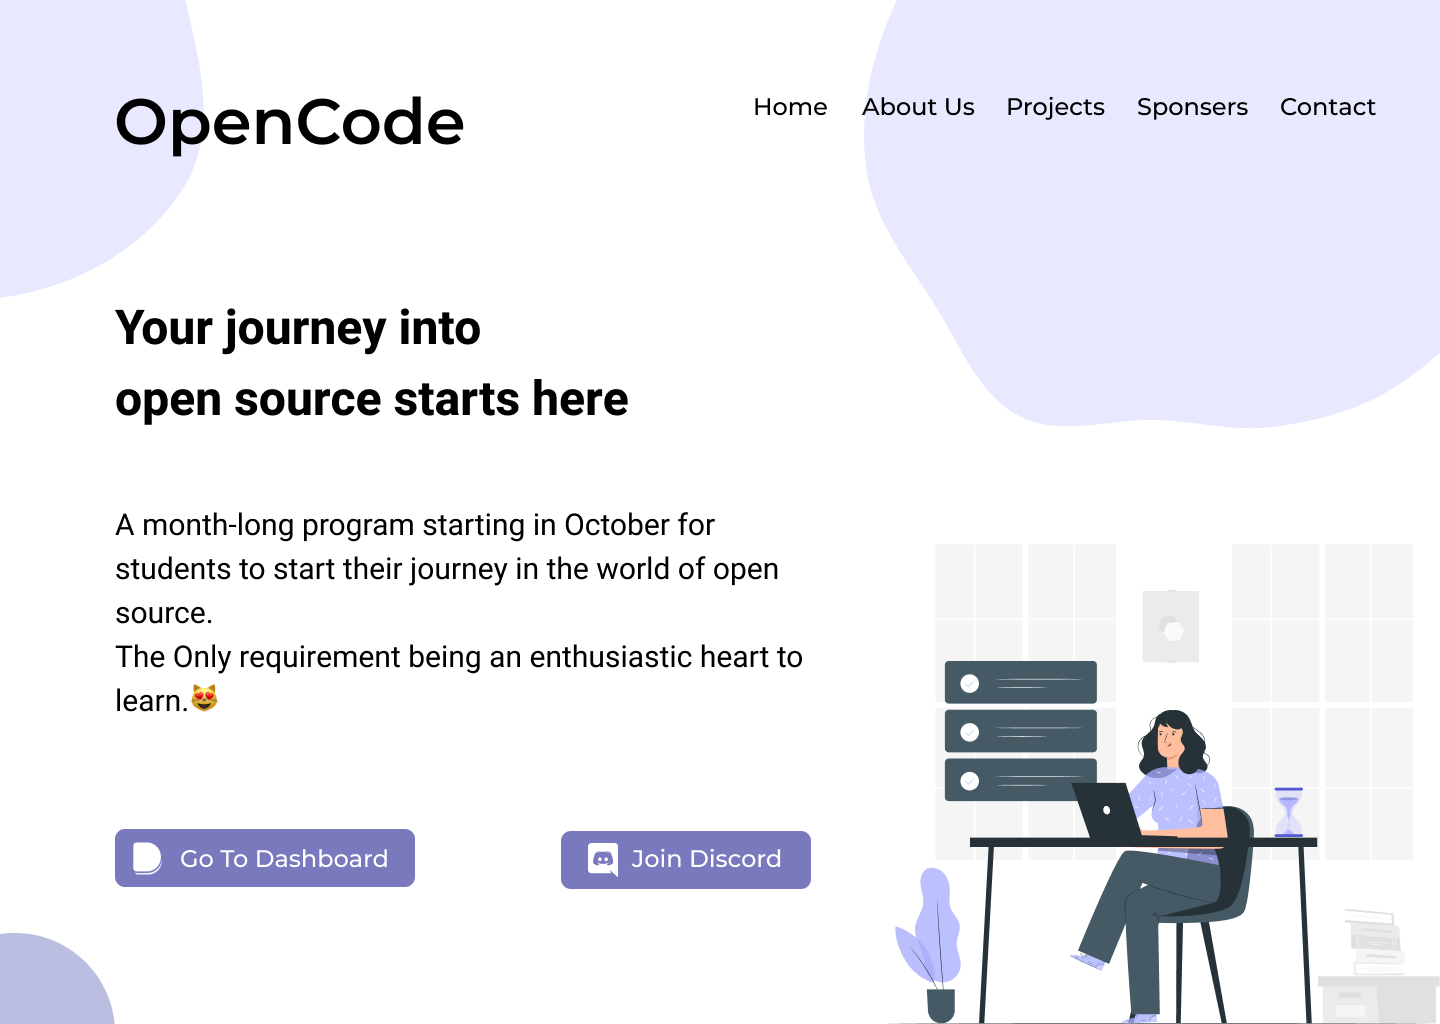 OpenCode
Home About Us Projects Sponsers Contact
Your journey into
open source starts here
A month-long program starting in October for
students to start their journey in the world of open
source.
The Only requirement being an enthusiastic heart to
learn.😻
Go To Dashboard
Join Discord